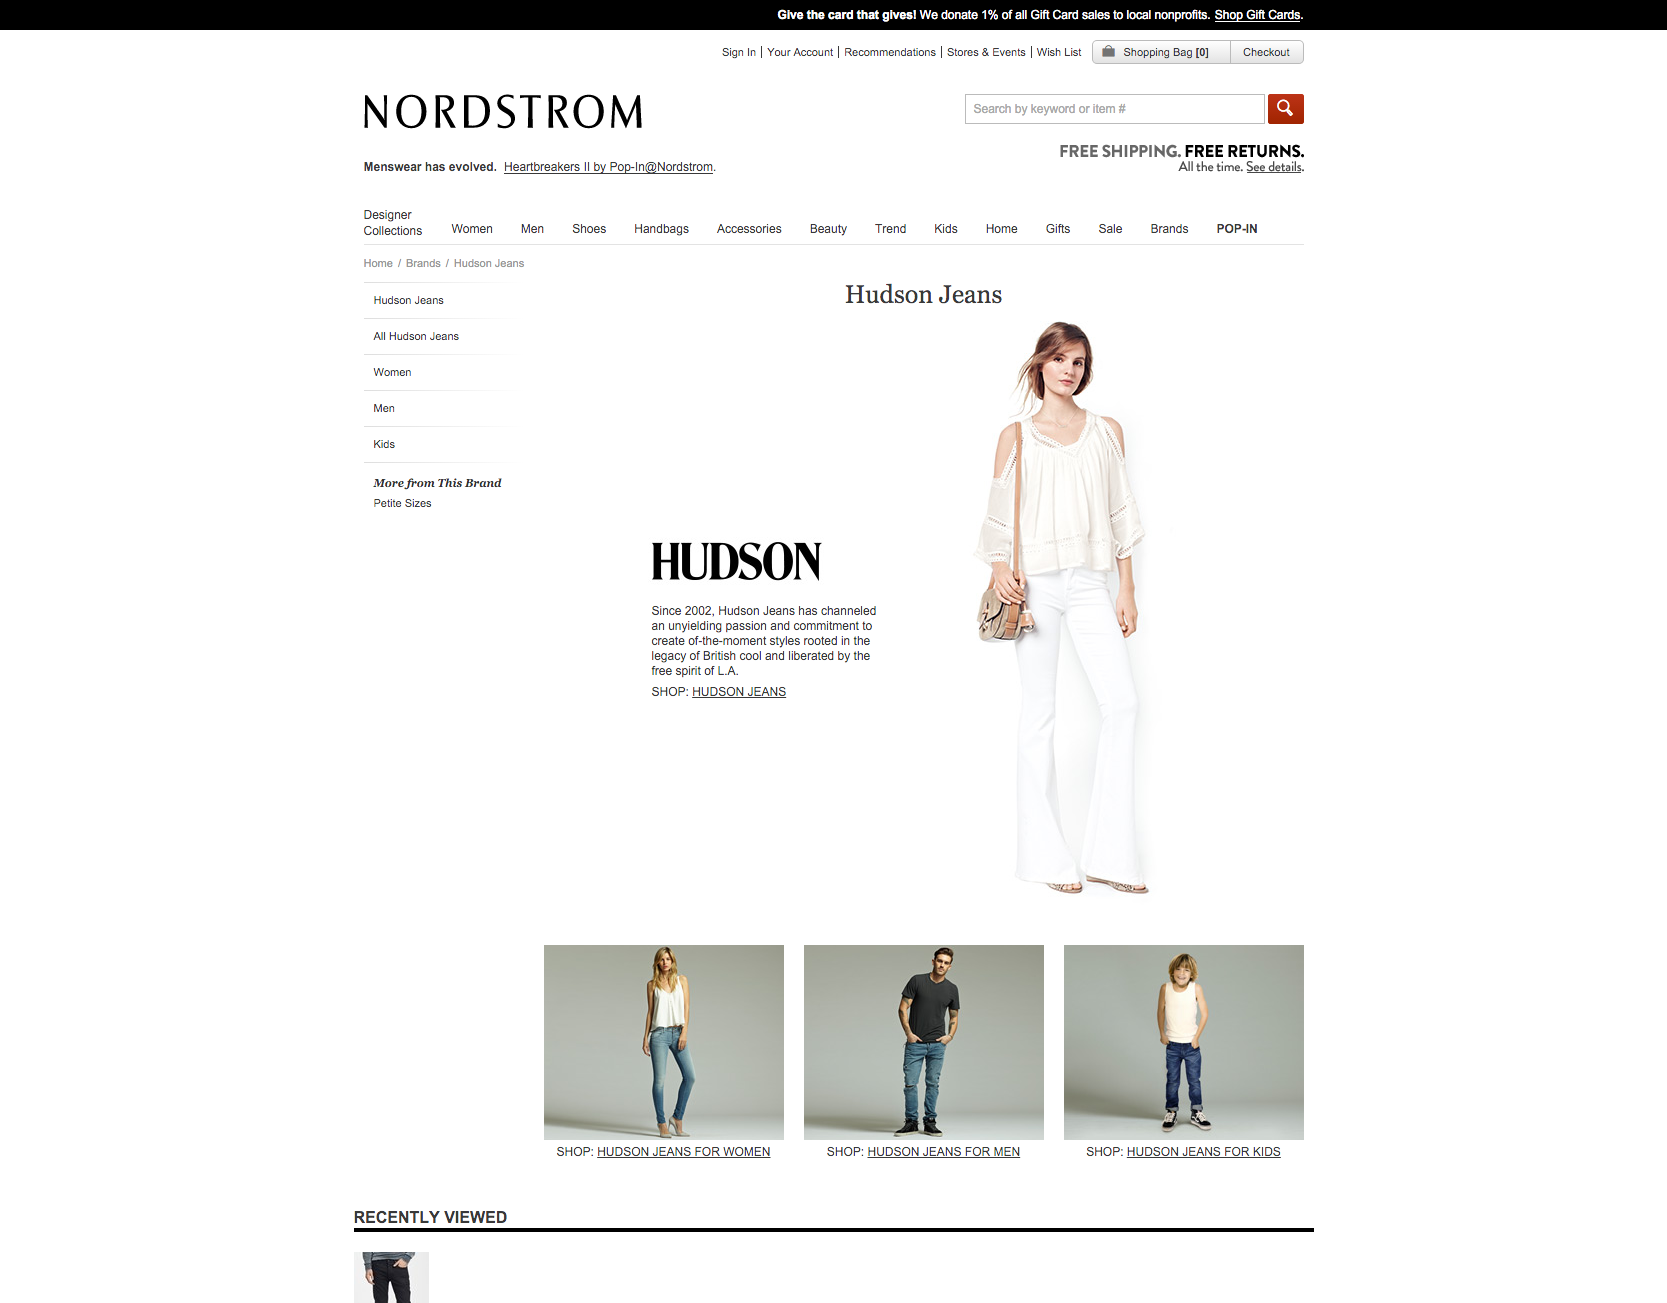 Give the card that gives! We donate 1% of all Gift Card sales to local nonprofits. Shop Gift Cards.
Sign In | Your Account | Recommendations | Stores & Events | Wish List
Shopping Bag [0]
Checkout
NORDSTROM
Search by keyword or item #
FREE SHIPPING. FREE RETURNS.
All the time. See details.
Menswear has evolved. Heartbreakers II by Pop-In@Nordstrom.
Designer
Collections
Women
Men
Shoes
Handbags
Accessories
Beauty
Trend
Kids
Home
Gifts
Sale
Brands
POP-IN
Home / Brands / Hudson Jeans
Hudson Jeans
All Hudson Jeans
Women
Men
Kids
More from This Brand
Petite Sizes
Hudson Jeans
HUDSON
Since 2002, Hudson Jeans has channeled
an unyielding passion and commitment to
create of-the-moment styles rooted in the
legacy of British cool and liberated by the
free spirit of L.A.
SHOP: HUDSON JEANS
SHOP: HUDSON JEANS FOR WOMEN
SHOP: HUDSON JEANS FOR MEN
SHOP: HUDSON JEANS FOR KIDS
RECENTLY VIEWED